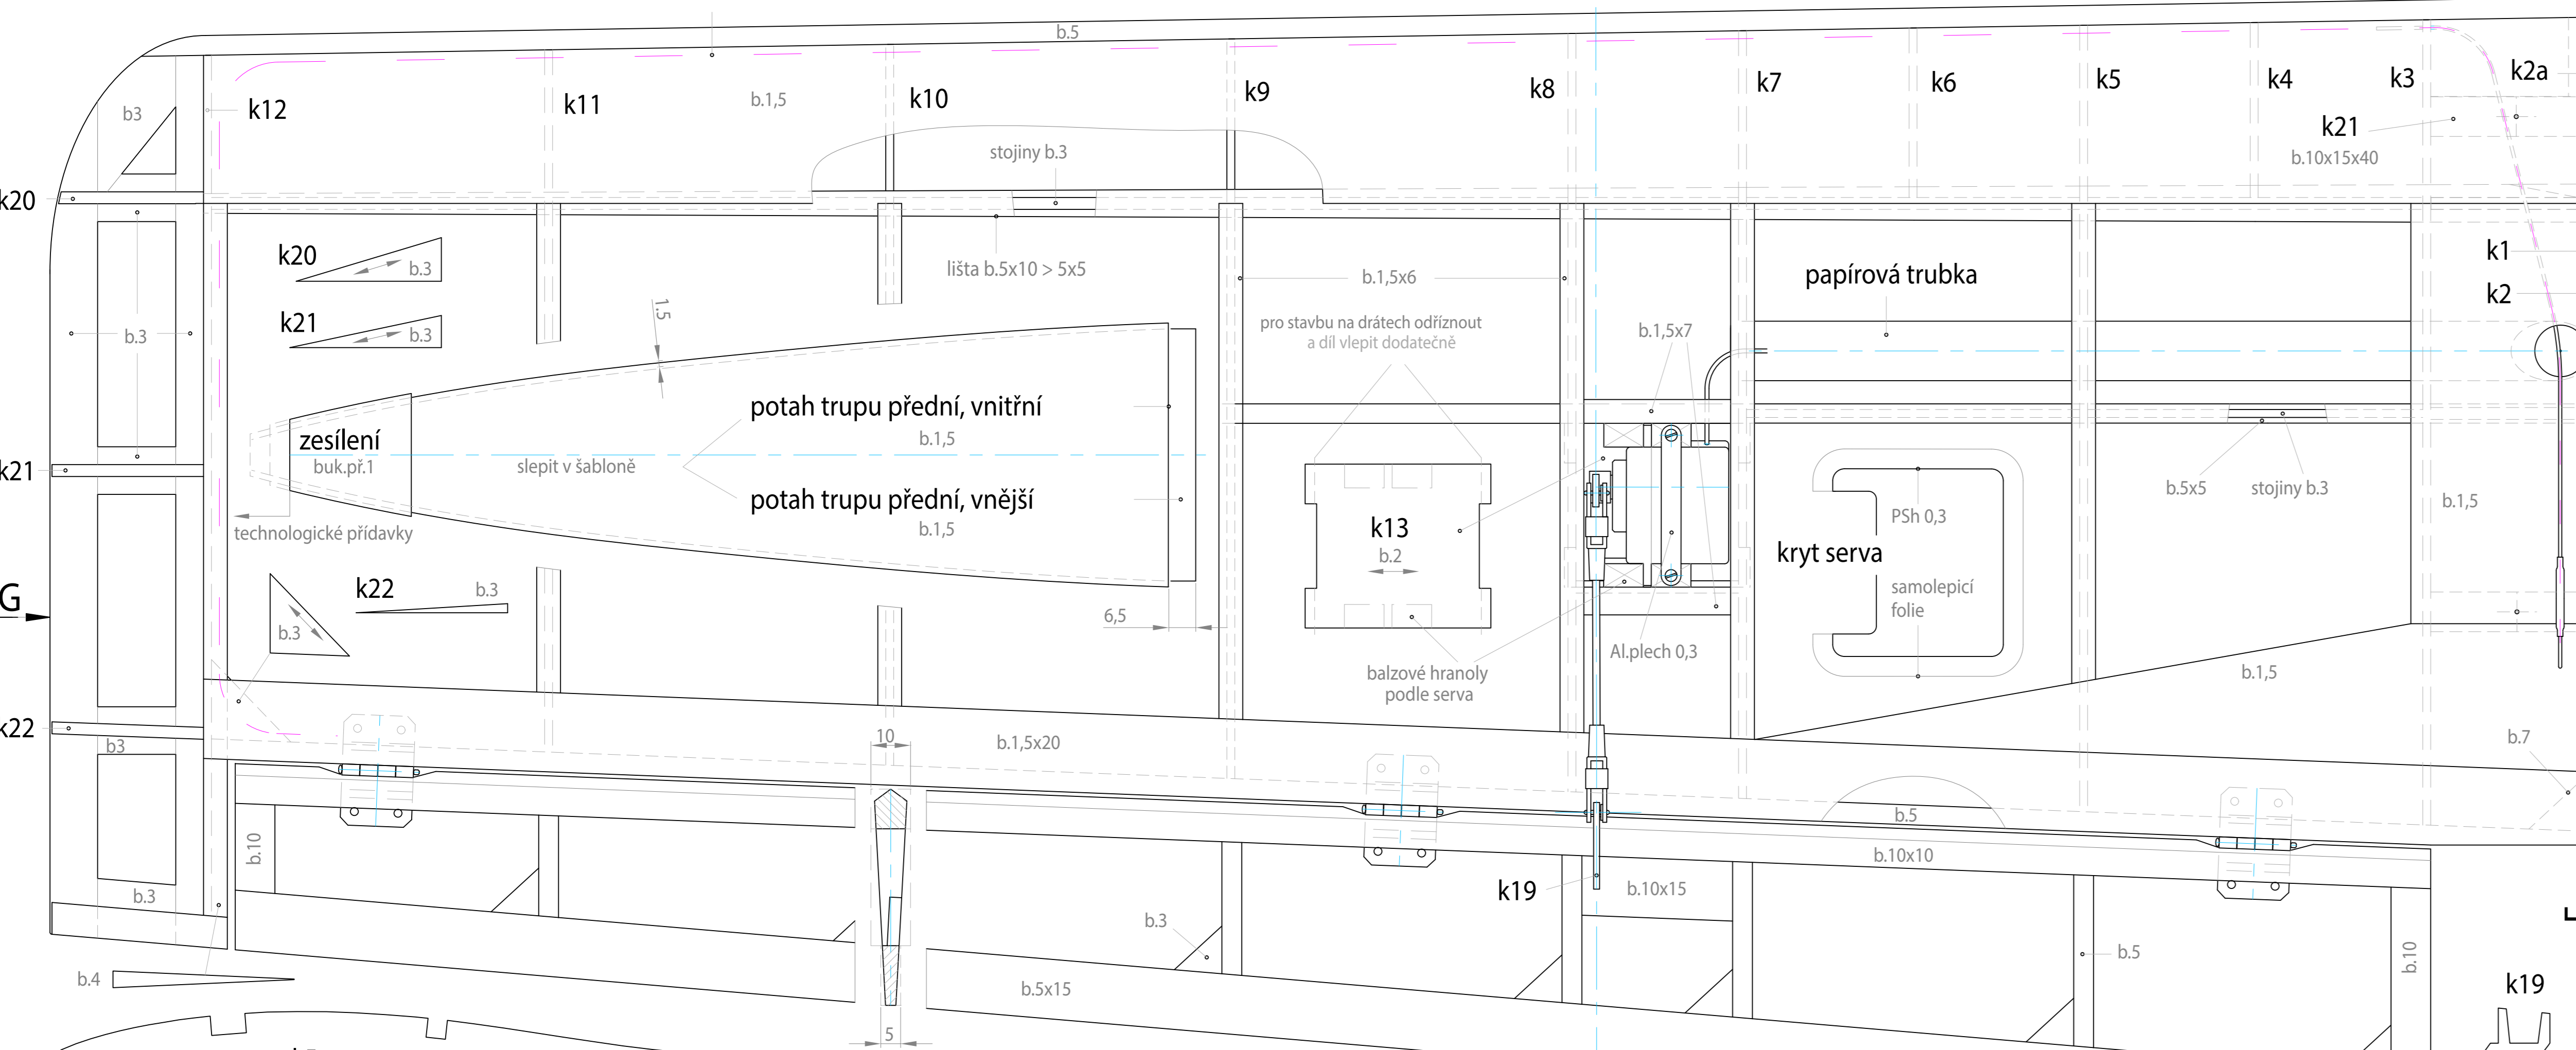 b.5
k12
k11
b.1,5
k10
k9
k8
k7
k6
k5
k4
k3
k2a
b3
k21
b.10x15x40
stojiny b.3
k20
k20
b.3
lišta b.5x10 > 5x5
b.1,5x6
papírová trubka
k1
k2
k21
b.3
b.3
1.5
pro stavbu na drátech odříznout
a díl vlepit dodatečně
b.1,5x7
potah trupu přední, vnitřní
b.1,5
zesílení
buk.př.1
slepit v šabloně
k21
potah trupu přední, vnější
b.1,5
technologické přídavky
k13
b.2
b.5x5
stojiny b.3
b.1,5
PSh 0,3
kryt serva
samolepicí
folie
G
k22
b.3
b.3
6,5
Al.plech 0,3
balzové hranoly
podle serva
b.1,5
k22
b3
10
b.1,5x20
b.7
b.5
b.10
b.10x10
b.3
k19
b.10x15
b.3
b.5
b.10
b.4
b.5x15
k19
5